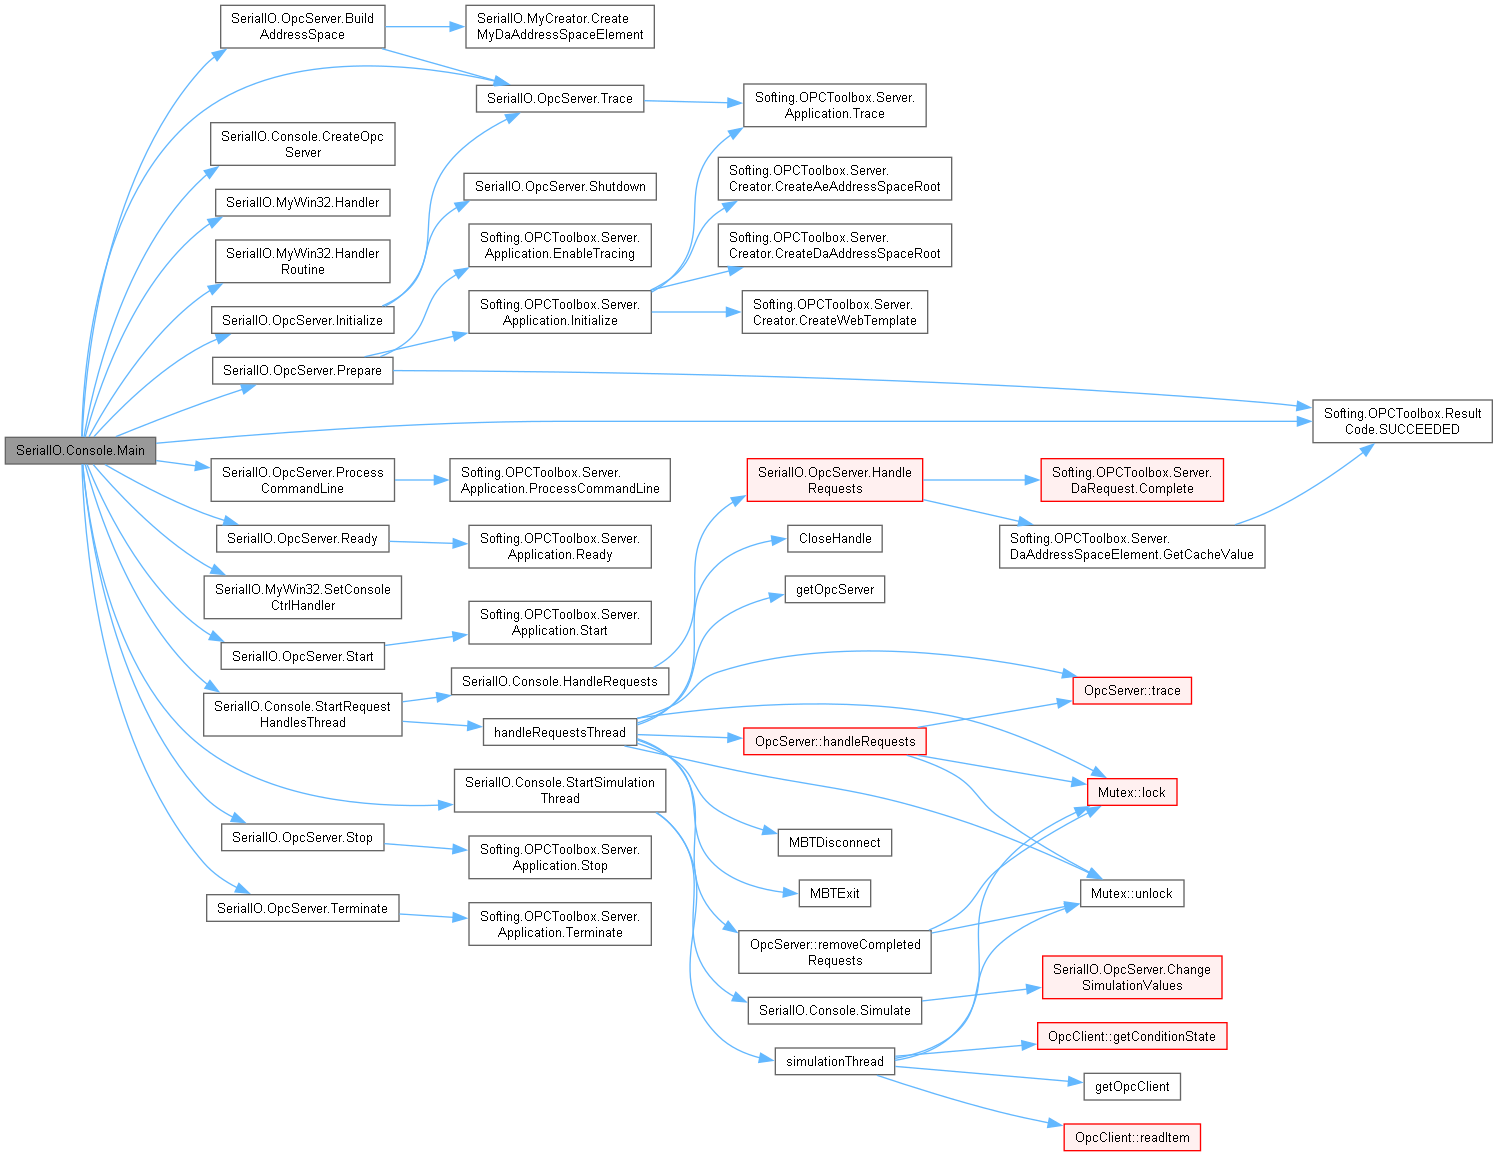 SerialIO.OpcServer.Build
AddressSpace
SerialIO.MyCreator.Create
MyDaAddressSpaceElement
SerialIO.OpcServer.Trace
Softing.OPCToolbox.Server.
Application.Trace
SerialIO.Console.CreateOpc
Server
Softing.OPCToolbox.Server.
Creator.CreateAeAddressSpaceRoot
SerialIO.OpcServer.Shutdown
SerialIO.MyWin32.Handler
Softing.OPCToolbox.Server.
Application.EnableTracing
Softing.OPCToolbox.Server.
Creator.CreateDaAddressSpaceRoot
SerialIO.MyWin32.Handler
Routine
SerialIO.OpcServer.Initialize
Softing.OPCToolbox.Server.
Application.Initialize
Softing.OPCToolbox.Server.
Creator.CreateWebTemplate
SerialIO.OpcServer.Prepare
Softing.OPCToolbox.Result
Code.SUCCEEDED
SerialIO.Console.Main
SerialIO.OpcServer.Process
CommandLine
Softing.OPCToolbox.Server.
Application.ProcessCommandLine
SerialIO.OpcServer.Handle
Requests
Softing.OPCToolbox.Server.
DaRequest.Complete
SerialIO.OpcServer.Ready
Softing.OPCToolbox.Server.
Application.Ready
CloseHandle
Softing.OPCToolbox.Server.
DaAddressSpaceElement.GetCacheValue
SerialIO.MyWin32.SetConsole
CtrlHandler
getOpcServer
Softing.OPCToolbox.Server.
Application.Start
SerialIO.OpcServer.Start
SerialIO.Console.HandleRequests
OpcServer::trace
SerialIO.Console.StartRequest
HandlesThread
handleRequestsThread
OpcServer::handleRequests
SerialIO.Console.StartSimulation
Thread
Mutex::lock
SerialIO.OpcServer.Stop
MBTDisconnect
Softing.OPCToolbox.Server.
Application.Stop
MBTExit
Mutex::unlock
SerialIO.OpcServer.Terminate
Softing.OPCToolbox.Server.
Application.Terminate
OpcServer::removeCompleted
Requests
SerialIO.OpcServer.Change
SimulationValues
SerialIO.Console.Simulate
OpcClient::getConditionState
simulationThread
getOpcClient
OpcClient::readItem